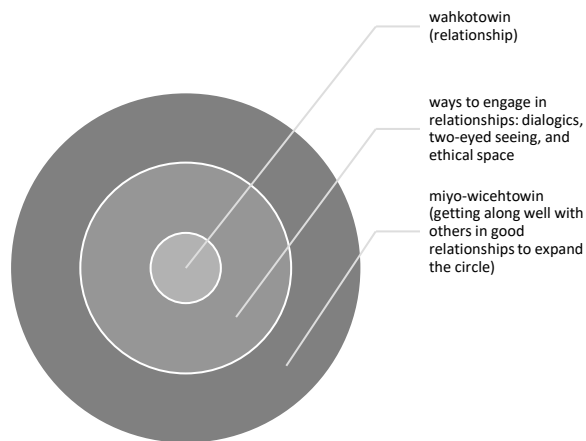 wahkotowin
(relationship)
ways to engage in
relationships: dialogics,
two-eyed seeing, and
ethical space
miyo-wicehtowin
(getting along well with
others in good
relationships to expand
the circle)